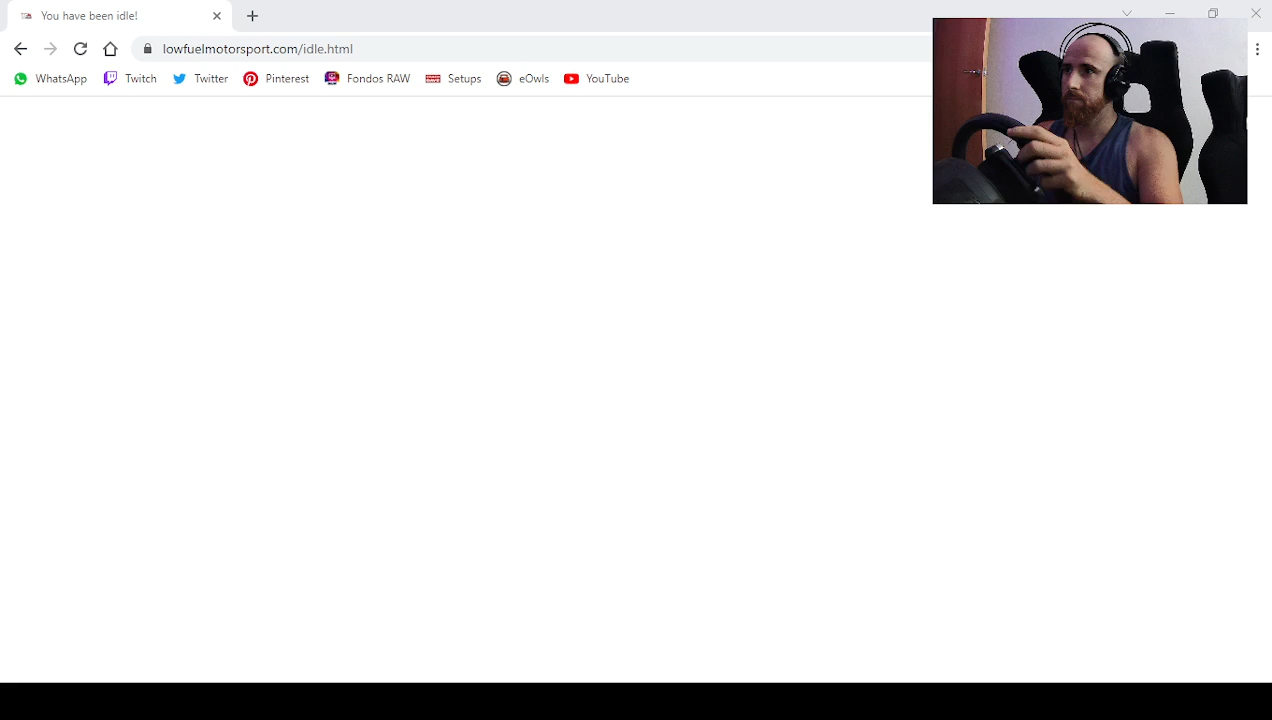 You have been idle!
lowfuelmotorsport.com/idle.html
WhatsApp Twitch Twitter Pinterest Fondos RAW Setups eOwls YouTube